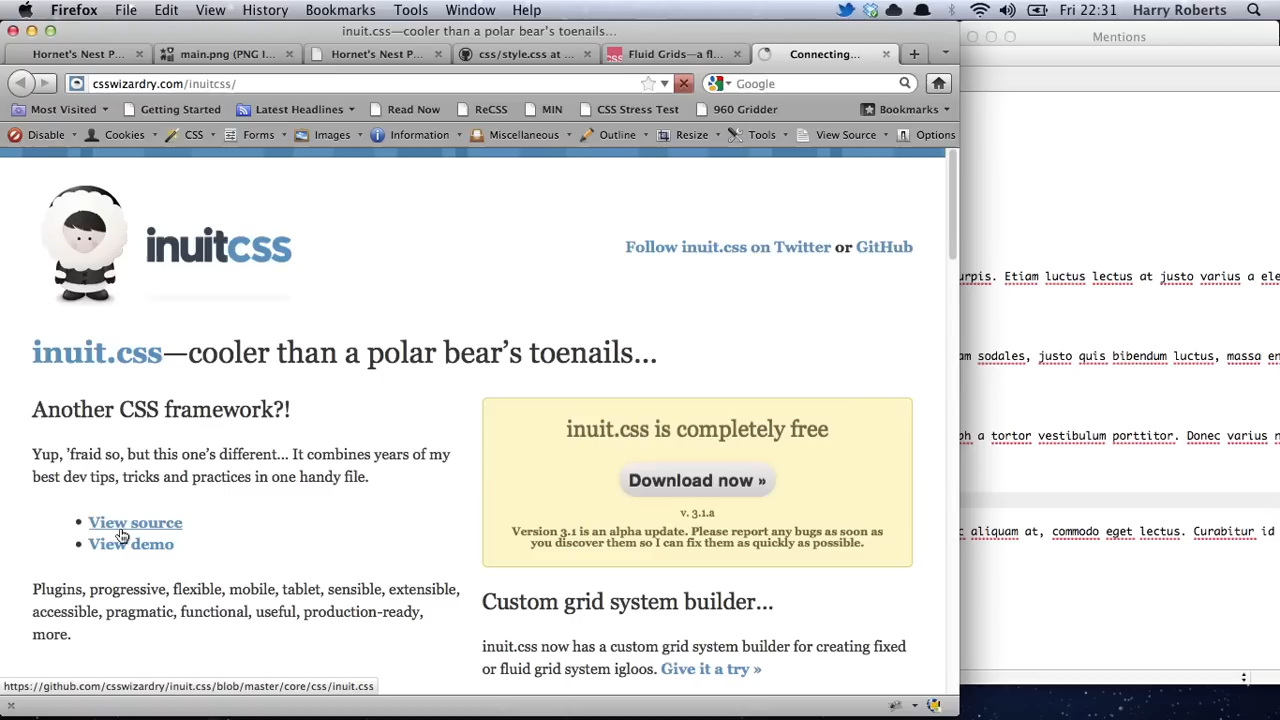 Firefox File Edit View History Bookmarks Tools Window Help Fri 22:31 Harry Roberts
inuit.css—cooler than a polar bear's toenails...
Mentions
Hornet's Nest P... main.png (PNG I... Hornet's Nest P... css/style.css at ... Fluid Grids—a fl... Connecting...
csswizardry.com/inuitcss/ Google
Most Visited Getting Started Latest Headlines Read Now ReCSS MIN CSS Stress Test 960 Gridder Bookmarks
Disable Cookies CSS Forms Images Information Miscellaneous Outline Resize Tools View Source Options
inuitcss
Follow inuit.css on Twitter or GitHub
inuit.css—cooler than a polar bear's toenails...
Another CSS framework?!
Yup, 'fraid so, but this one's different... It combines years of my
best dev tips, tricks and practices in one handy file.
• View source
• View demo
Plugins, progressive, flexible, mobile, tablet, sensible, extensible,
accessible, pragmatic, functional, useful, production-ready,
more.
inuit.css is completely free
Download now »
v. 3.1.a
Version 3.1 is an alpha update. Please report any bugs as soon as
you discover them so I can fix them as quickly as possible.
Custom grid system builder...
inuit.css now has a custom grid system builder for creating fixed
or fluid grid system igloos. Give it a try »
urpis. Etiam luctus lectus at justo varius a ele
am sodales, justo quis bibendum luctus, massa en
ph a tortor vestibulum porttitor. Donec varius n
c aliquam at, commodo eget lectus. Curabitur id
https://github.com/csswizardry/inuit.css/blob/master/core/css/inuit.css